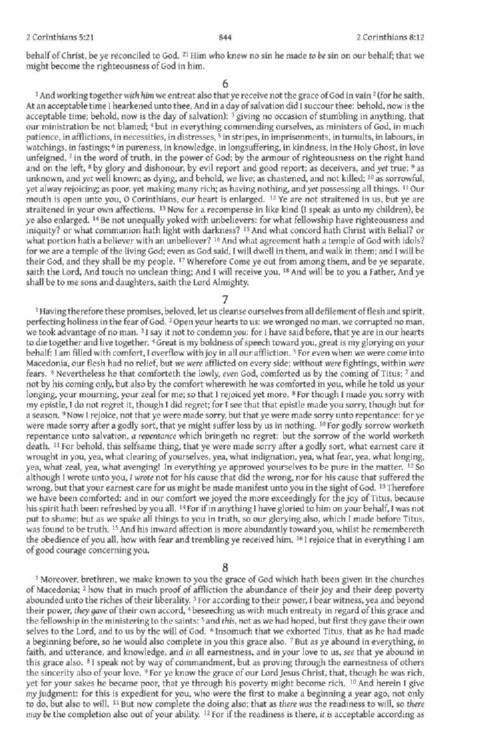 2 Corinthians 5:21 844 2 Corinthians 8:12
behalf of Christ, be ye reconciled to God. 21 Him who knew no sin he made to be sin on our behalf; that we
might become the righteousness of God in him.
6
1 And working together with him we entreat also that ye receive not the grace of God in vain 2 (for he saith,
At an acceptable time I hearkened unto thee, And in a day of salvation did I succour thee: behold, now is the
acceptable time; behold, now is the day of salvation): 3 giving no occasion of stumbling in anything, that
our ministration be not blamed; 4 but in everything commending ourselves, as ministers of God, in much
patience, in afflictions, in necessities, in distresses, 5 in stripes, in imprisonments, in tumults, in labours, in
watchings, in fastings; 6 in pureness, in knowledge, in longsuffering, in kindness, in the Holy Ghost, in love
unfeigned, 7 in the word of truth, in the power of God; by the armour of righteousness on the right hand
and on the left, 8 by glory and dishonour, by evil report and good report; as deceivers, and yet true; 9 as
unknown, and yet well known; as dying, and behold, we live; as chastened, and not killed; 10 as sorrowful,
yet alway rejoicing; as poor, yet making many rich; as having nothing, and yet possessing all things. 11 Our
mouth is open unto you, O Corinthians, our heart is enlarged. 12 Ye are not straitened in us, but ye are
straitened in your own affections. 13 Now for a recompense in like kind (I speak as unto my children), be
ye also enlarged. 14 Be not unequally yoked with unbelievers: for what fellowship have righteousness and
iniquity? or what communion hath light with darkness? 15 And what concord hath Christ with Belial? or
what portion hath a believer with an unbeliever? 16 And what agreement hath a temple of God with idols?
for we are a temple of the living God; even as God said, I will dwell in them, and walk in them; and I will be
their God, and they shall be my people. 17 Wherefore Come ye out from among them, and be ye separate,
saith the Lord, And touch no unclean thing; And I will receive you, 18 And will be to you a Father, And ye
shall be to me sons and daughters, saith the Lord Almighty.
7
1 Having therefore these promises, beloved, let us cleanse ourselves from all defilement of flesh and spirit,
perfecting holiness in the fear of God. 2 Open your hearts to us: we wronged no man, we corrupted no man,
we took advantage of no man. 3 I say it not to condemn you: for I have said before, that ye are in our hearts
to die together and live together. 4 Great is my boldness of speech toward you, great is my glorying on your
behalf: I am filled with comfort, I overflow with joy in all our affliction. 5 For even when we were come into
Macedonia, our flesh had no relief, but we were afflicted on every side; without were fightings, within were
fears. 6 Nevertheless he that comforteth the lowly, even God, comforted us by the coming of Titus; 7 and
not by his coming only, but also by the comfort wherewith he was comforted in you, while he told us your
longing, your mourning, your zeal for me; so that I rejoiced yet more. 8 For though I made you sorry with
my epistle, I do not regret it, though I did regret; for I see that that epistle made you sorry, though but for
a season. 9 Now I rejoice, not that ye were made sorry, but that ye were made sorry unto repentance: for ye
were made sorry after a godly sort, that ye might suffer loss by us in nothing. 10 For godly sorrow worketh
repentance unto salvation, a repentance which bringeth no regret: but the sorrow of the world worketh
death. 11 For behold, this selfsame thing, that ye were made sorry after a godly sort, what earnest care it
wrought in you, yea, what clearing of yourselves, yea, what indignation, yea, what fear, yea, what longing,
yea, what zeal, yea, what avenging! In everything ye approved yourselves to be pure in the matter. 12 So
although I wrote unto you, I wrote not for his cause that did the wrong, nor for his cause that suffered the
wrong, but that your earnest care for us might be made manifest unto you in the sight of God. 13 Therefore
we have been comforted: and in our comfort we joyed the more exceedingly for the joy of Titus, because
his spirit hath been refreshed by you all. 14 For if in anything I have gloried to him on your behalf, I was not
put to shame; but as we spake all things to you in truth, so our glorying also, which I made before Titus,
was found to be truth. 15 And his inward affection is more abundantly toward you, whilst he remembereth
the obedience of you all, how with fear and trembling ye received him. 16 I rejoice that in everything I am
of good courage concerning you.
8
1 Moreover, brethren, we make known to you the grace of God which hath been given in the churches
of Macedonia; 2 how that in much proof of affliction the abundance of their joy and their deep poverty
abounded unto the riches of their liberality. 3 For according to their power, I bear witness, yea and beyond
their power, they gave of their own accord, 4 beseeching us with much entreaty in regard of this grace and
the fellowship in the ministering to the saints: 5 and this, not as we had hoped, but first they gave their own
selves to the Lord, and to us by the will of God. 6 Insomuch that we exhorted Titus, that as he had made
a beginning before, so he would also complete in you this grace also. 7 But as ye abound in everything, in
faith, and utterance, and knowledge, and in all earnestness, and in your love to us, see that ye abound in
this grace also. 8 I speak not by way of commandment, but as proving through the earnestness of others
the sincerity also of your love. 9 For ye know the grace of our Lord Jesus Christ, that, though he was rich,
yet for your sakes he became poor, that ye through his poverty might become rich. 10 And herein I give
my judgment: for this is expedient for you, who were the first to make a beginning a year ago, not only
to do, but also to will. 11 But now complete the doing also; that as there was the readiness to will, so there
may be the completion also out of your ability. 12 For if the readiness is there, it is acceptable according as